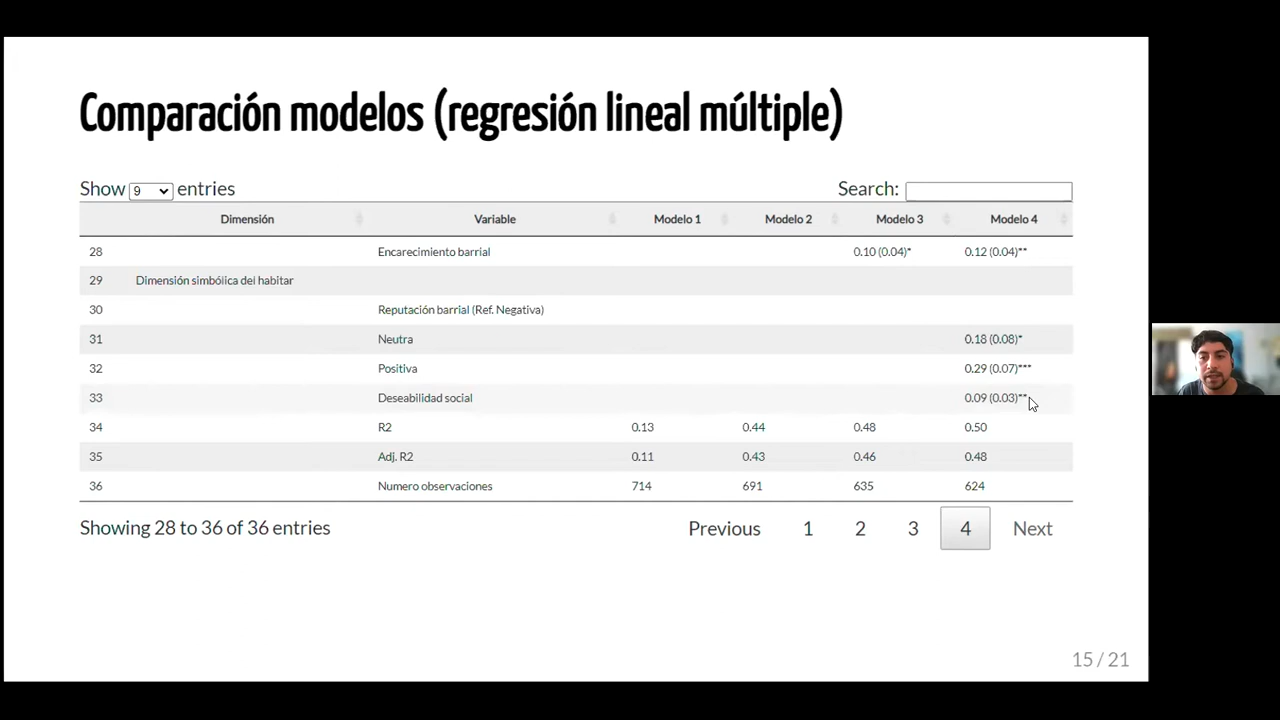 Comparación modelos (regresión lineal múltiple)
Show 9 entries Search:
Dimensión Variable Modelo 1 Modelo 2 Modelo 3 Modelo 4
28 Encarecimiento barrial 0.10 (0.04)* 0.12 (0.04)**
29 Dimensión simbólica del habitar
30 Reputación barrial (Ref. Negativa)
31 Neutra 0.18 (0.08)*
32 Positiva 0.29 (0.07)***
33 Deseabilidad social 0.09 (0.03)**
34 R2 0.13 0.44 0.48 0.50
35 Adj. R2 0.11 0.43 0.46 0.48
36 Numero observaciones 714 691 635 624
Showing 28 to 36 of 36 entries Previous 1 2 3 4 Next
15 / 21